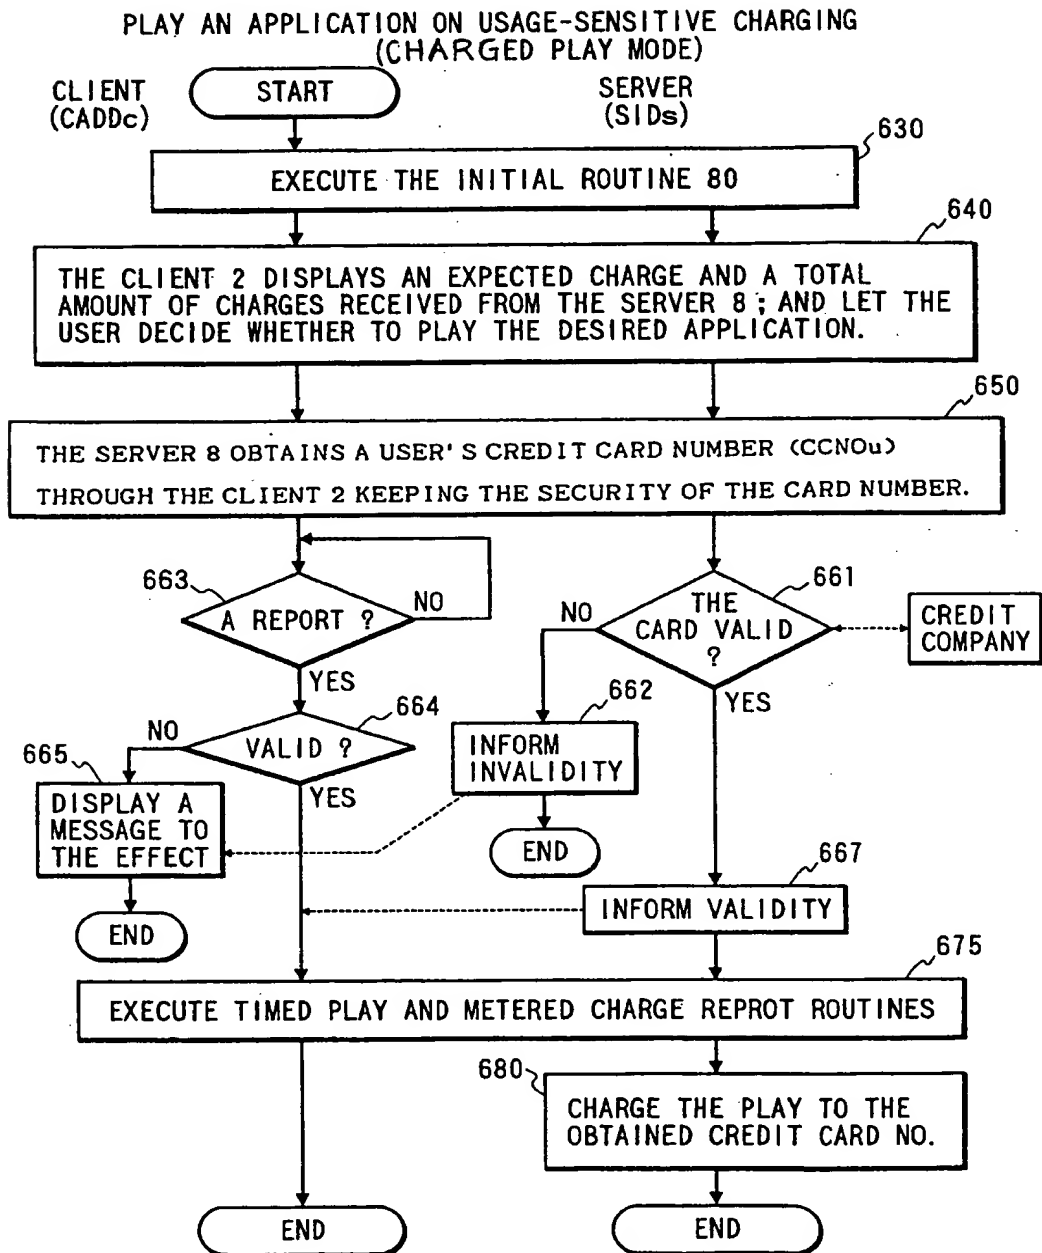 PLAY AN APPLICATION ON USAGE-SENSITIVE CHARGING
(CHARGED PLAY MODE)
CLIENT
(CADDc)
START
SERVER
(SIDs)
630
EXECUTE THE INITIAL ROUTINE 80
640
THE CLIENT 2 DISPLAYS AN EXPECTED CHARGE AND A TOTAL
AMOUNT OF CHARGES RECEIVED FROM THE SERVER 8; AND LET THE
USER DECIDE WHETHER TO PLAY THE DESIRED APPLICATION.
650
THE SERVER 8 OBTAINS A USER'S CREDIT CARD NUMBER (CCNOu)
THROUGH THE CLIENT 2 KEEPING THE SECURITY OF THE CARD NUMBER.
663
A REPORT ?
NO
YES
661
THE
CARD VALID
?
NO
YES
CREDIT
COMPANY
664
VALID ?
NO
YES
662
INFORM
INVALIDITY
END
665
DISPLAY A
MESSAGE TO
THE EFFECT
END
667
INFORM VALIDITY
675
EXECUTE TIMED PLAY AND METERED CHARGE REPROT ROUTINES
680
CHARGE THE PLAY TO THE
OBTAINED CREDIT CARD NO.
END
END